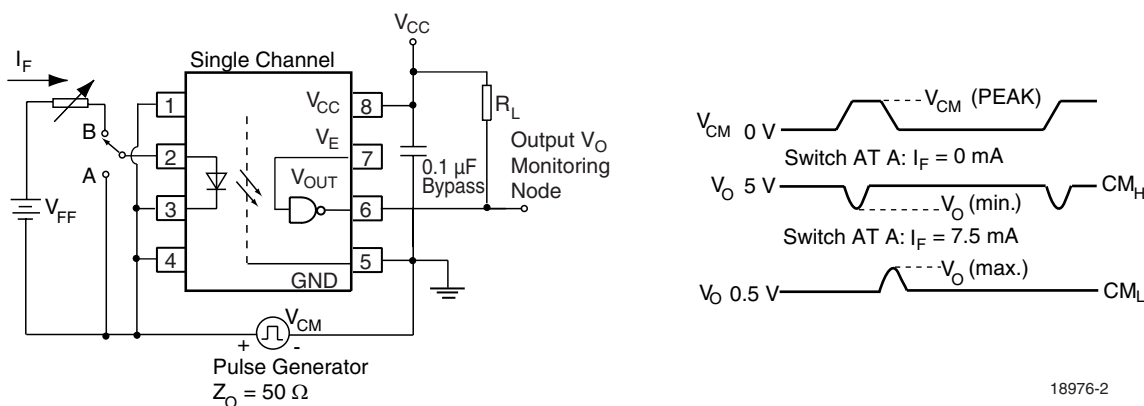 V_CC
I_F
Single Channel
1
V_CC
8
R_L
B
V_E
2
7
Output V_O
Monitoring
Node
A
0.1 µF
Bypass
V_OUT
V_FF
3
6
4
5
GND
V_CM
+ -
Pulse Generator
Z_O = 50 Ω
V_CM (PEAK)
V_CM 0 V
Switch AT A: I_F = 0 mA
V_O 5 V
CM_H
V_O (min.)
Switch AT A: I_F = 7.5 mA
V_O (max.)
V_O 0.5 V
CM_L
18976-2